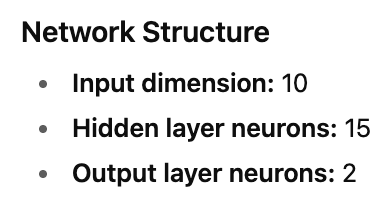 Network Structure
• Input dimension: 10
• Hidden layer neurons: 15
• Output layer neurons: 2